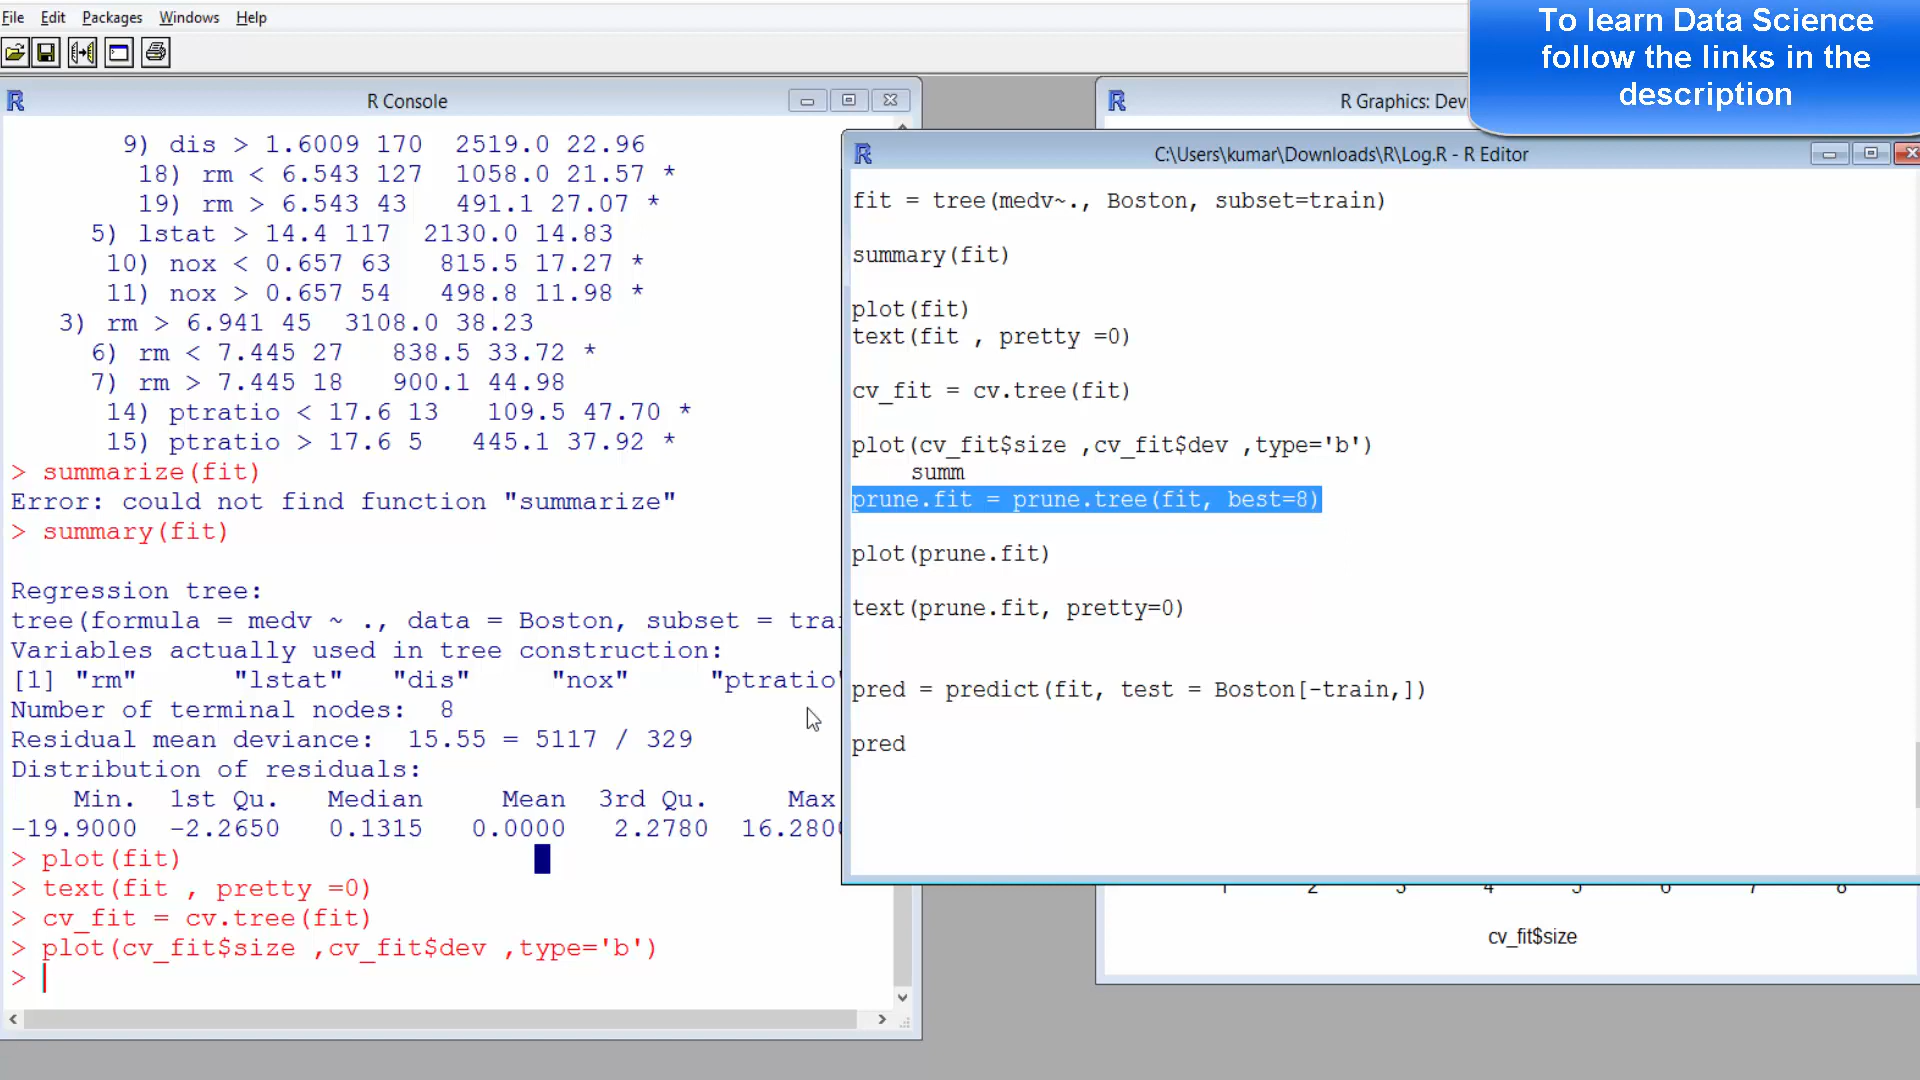 File Edit Packages Windows Help
To learn Data Science
follow the links in the
description
R Console
9) dis > 1.6009 170 2519.0 22.96
18) rm < 6.543 127 1058.0 21.57 *
19) rm > 6.543 43 491.1 27.07 *
5) lstat > 14.4 117 2130.0 14.83
10) nox < 0.657 63 815.5 17.27 *
11) nox > 0.657 54 498.8 11.98 *
3) rm > 6.941 45 3108.0 38.23
6) rm < 7.445 27 838.5 33.72 *
7) rm > 7.445 18 900.1 44.98
14) ptratio < 17.6 13 109.5 47.70 *
15) ptratio > 17.6 5 445.1 37.92 *
> summarize(fit)
Error: could not find function "summarize"
> summary(fit)
Regression tree:
tree(formula = medv ~ ., data = Boston, subset = trai
Variables actually used in tree construction:
[1] "rm" "lstat" "dis" "nox" "ptratio"
Number of terminal nodes: 8
Residual mean deviance: 15.55 = 5117 / 329
Distribution of residuals:
Min. 1st Qu. Median Mean 3rd Qu. Max
-19.9000 -2.2650 0.1315 0.0000 2.2780 16.2800
> plot(fit)
> text(fit , pretty =0)
> cv_fit = cv.tree(fit)
> plot(cv_fit$size ,cv_fit$dev ,type='b')
>
R Graphics: Dev
C:\Users\kumar\Downloads\R\Log.R - R Editor
fit = tree(medv~., Boston, subset=train)
summary(fit)
plot(fit)
text(fit , pretty =0)
cv_fit = cv.tree(fit)
plot(cv_fit$size ,cv_fit$dev ,type='b')
summ
prune.fit = prune.tree(fit, best=8)
plot(prune.fit)
text(prune.fit, pretty=0)
pred = predict(fit, test = Boston[-train,])
pred
1 2 3 4 5 6 7 8
cv_fit$size